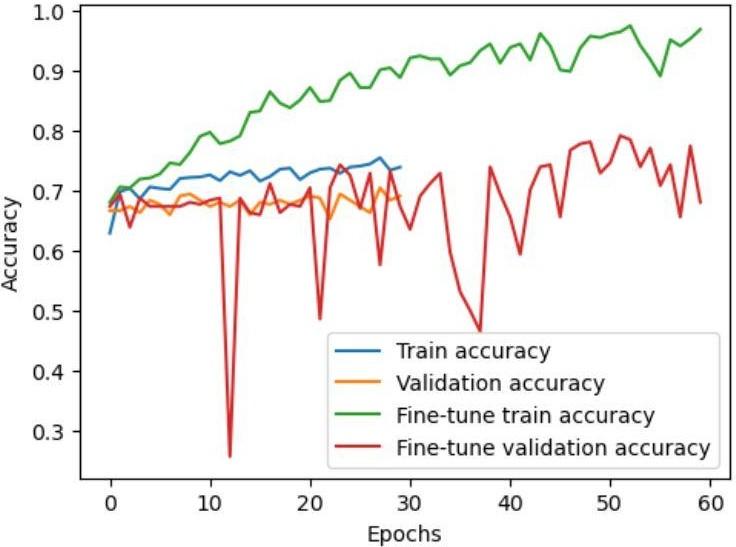 1.0
0.9
0.8
0.7
0.6
0.5
0.4
0.3
Accuracy
Train accuracy
Validation accuracy
Fine-tune train accuracy
Fine-tune validation accuracy
0 10 20 30 40 50 60
Epochs